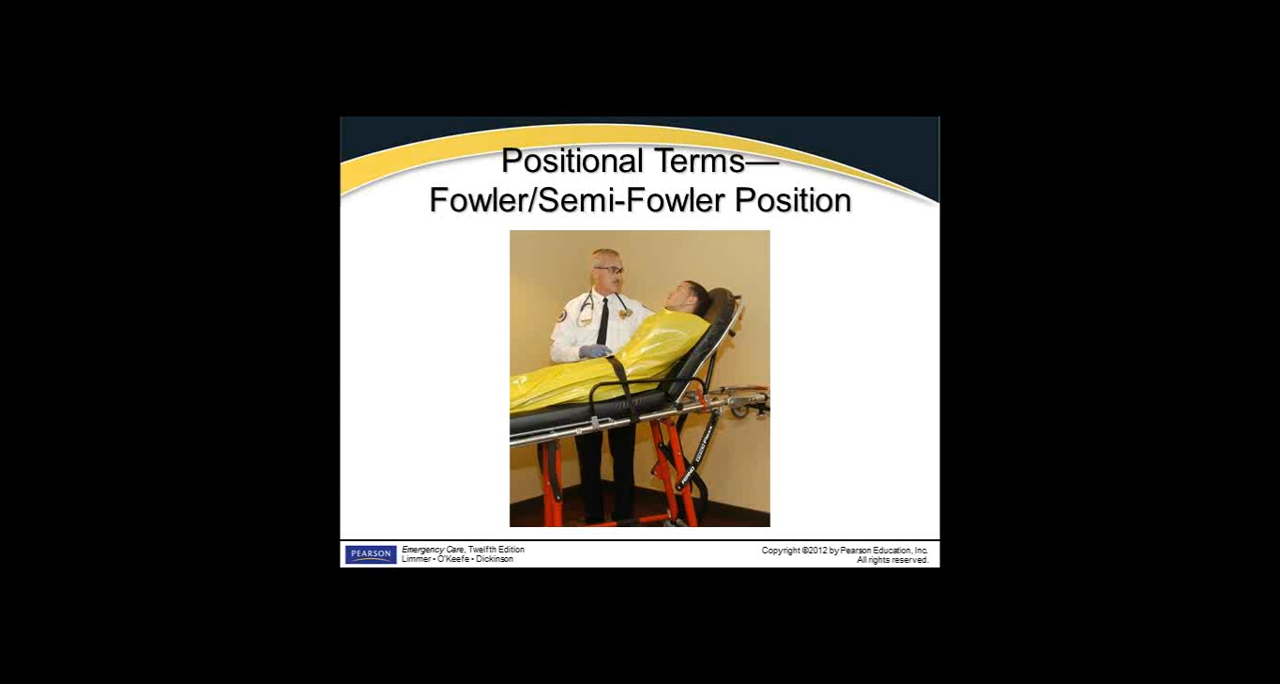 Positional Terms—
Fowler/Semi-Fowler Position
PEARSON
Emergency Care, Twelfth Edition
Limmer • O'Keefe • Dickinson
Copyright ©2012 by Pearson Education, Inc.
All rights reserved.